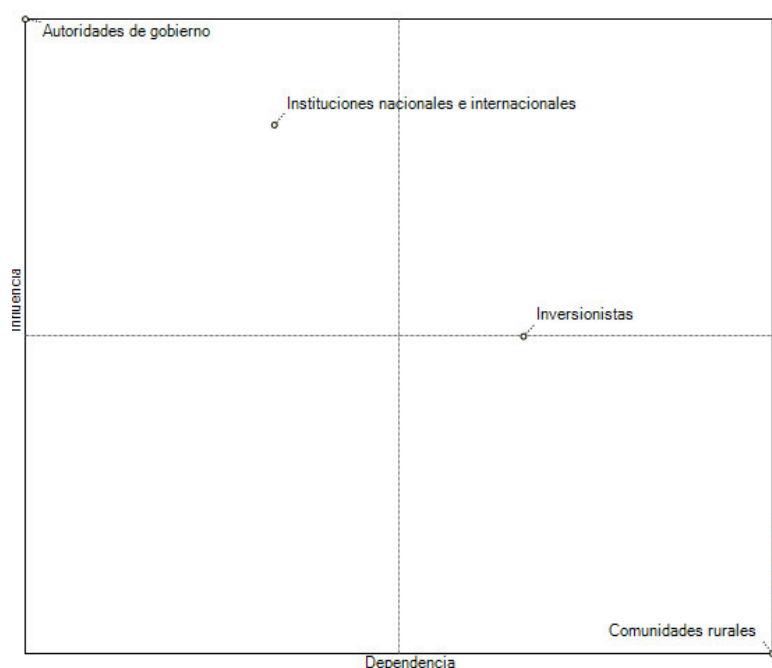 Autoridades de gobierno
Instituciones nacionales e internacionales
Influencia
Inversionistas
Comunidades rurales
Dependencia